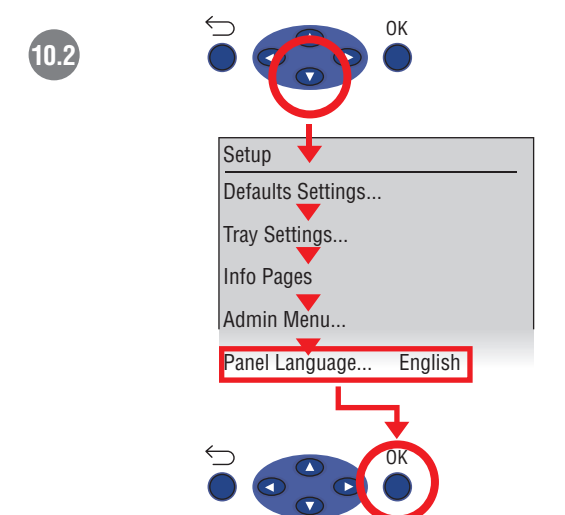 10.2
OK
Setup
Defaults Settings...
Tray Settings...
Info Pages
Admin Menu...
Panel Language... English
OK